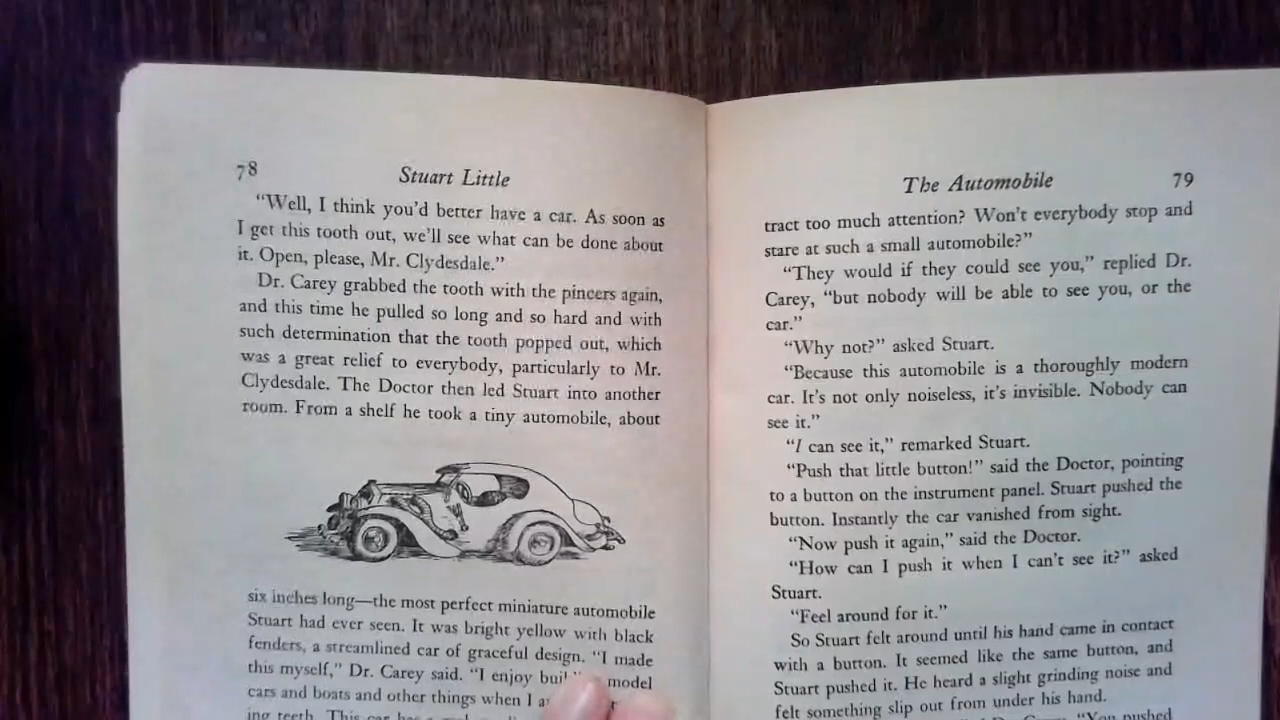 78
Stuart Little
“Well, I think you’d better have a car. As soon as
I get this tooth out, we’ll see what can be done about
it. Open, please, Mr. Clydesdale.”
Dr. Carey grabbed the tooth with the pincers again,
and this time he pulled so long and so hard and with
such determination that the tooth popped out, which
was a great relief to everybody, particularly to Mr.
Clydesdale. The Doctor then led Stuart into another
room. From a shelf he took a tiny automobile, about
six inches long—the most perfect miniature automobile
Stuart had ever seen. It was bright yellow with black
fenders, a streamlined car of graceful design. “I made
this myself,” Dr. Carey said. “I enjoy model
cars and boats and other things when I
ing teeth. This car has a
The Automobile
79
tract too much attention? Won’t everybody stop and
stare at such a small automobile?”
“They would if they could see you,” replied Dr.
Carey, “but nobody will be able to see you, or the
car.”
“Why not?” asked Stuart.
“Because this automobile is a thoroughly modern
car. It’s not only noiseless, it’s invisible. Nobody can
see it.”
“I can see it,” remarked Stuart.
“Push that little button!” said the Doctor, pointing
to a button on the instrument panel. Stuart pushed the
button. Instantly the car vanished from sight.
“Now push it again,” said the Doctor.
“How can I push it when I can’t see it?” asked
Stuart.
“Feel around for it.”
So Stuart felt around until his hand came in contact
with a button. It seemed like the same button, and
Stuart pushed it. He heard a slight grinding noise and
felt something slip out from under his hand.
Dr. Carey. “You pushed